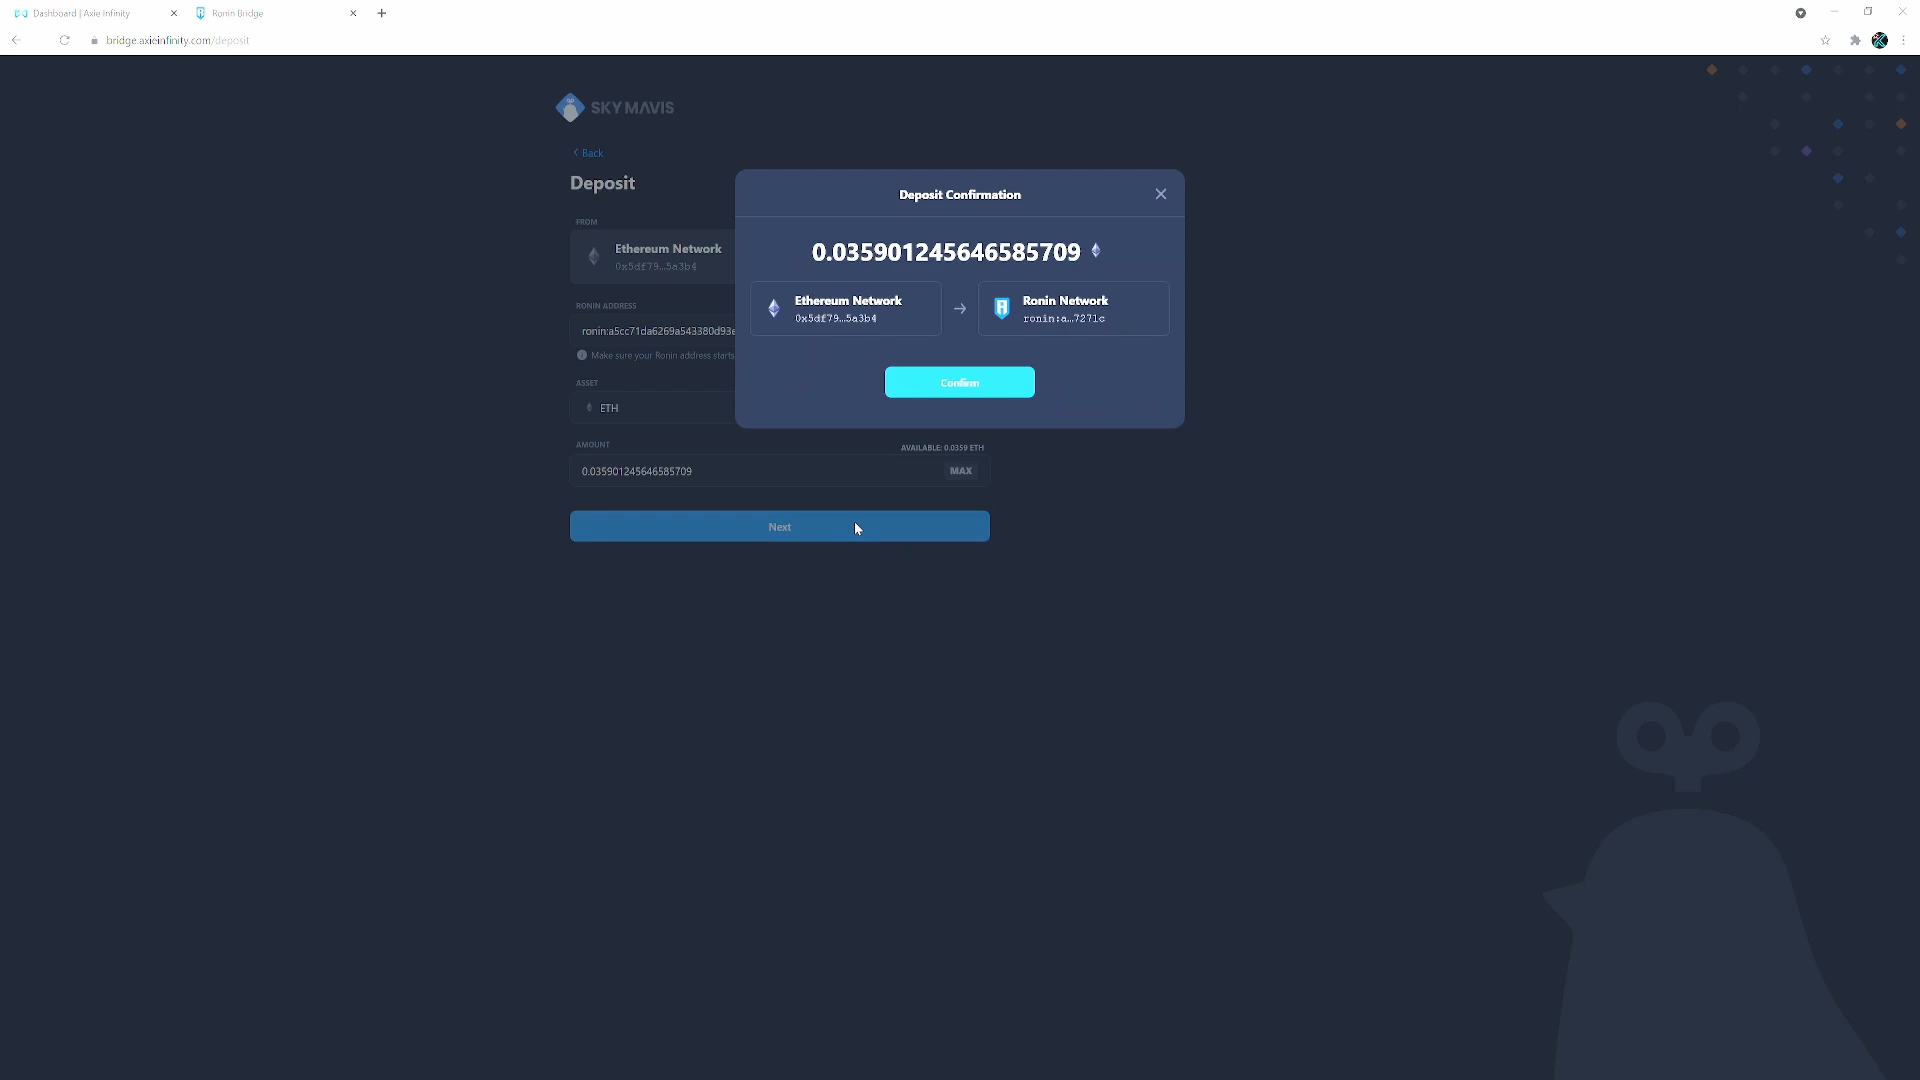 Dashboard | Axie Infinity
Ronin Bridge
bridge.axieinfinity.com/deposit
SKY MAVIS
Back
Deposit
FROM
Ethereum Network
0x5df79...5a3b4
RONIN ADDRESS
ronin:a5cc71da6269a543380d93e
Make sure your Ronin address starts
ASSET
ETH
AMOUNT
AVAILABLE: 0.0359 ETH
0.035901245646585709
MAX
Next
Deposit Confirmation
0.035901245646585709
Ethereum Network
0x5df79...5a3b4
Ronin Network
ronin:a...7271c
Confirm